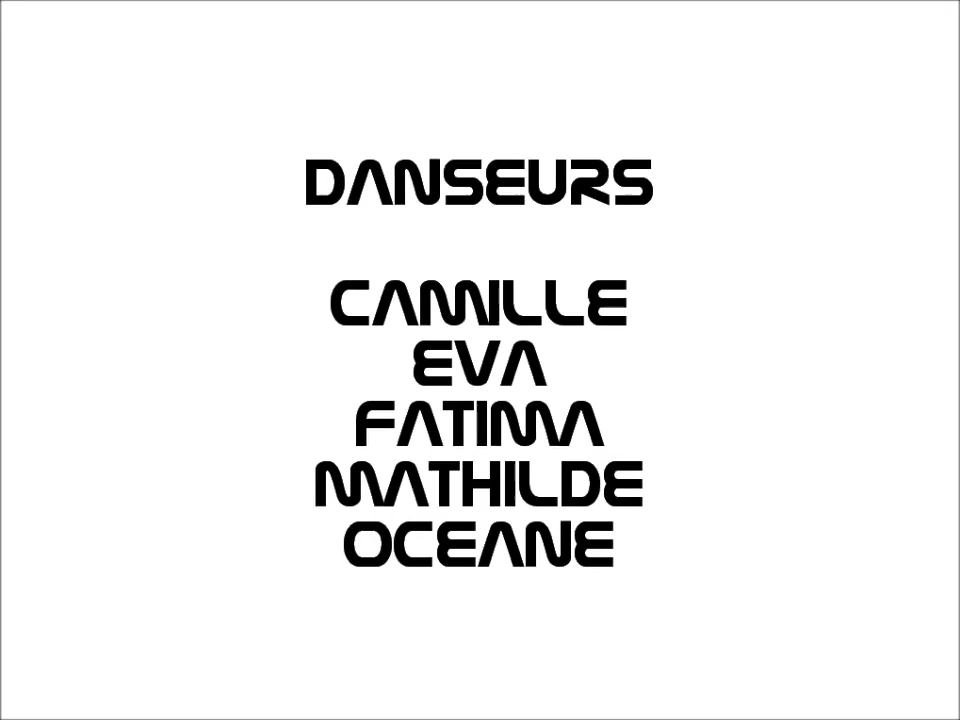 DANSEURS
CAMILLE
EVA
FATIMA
MATHILDE
OCEANE